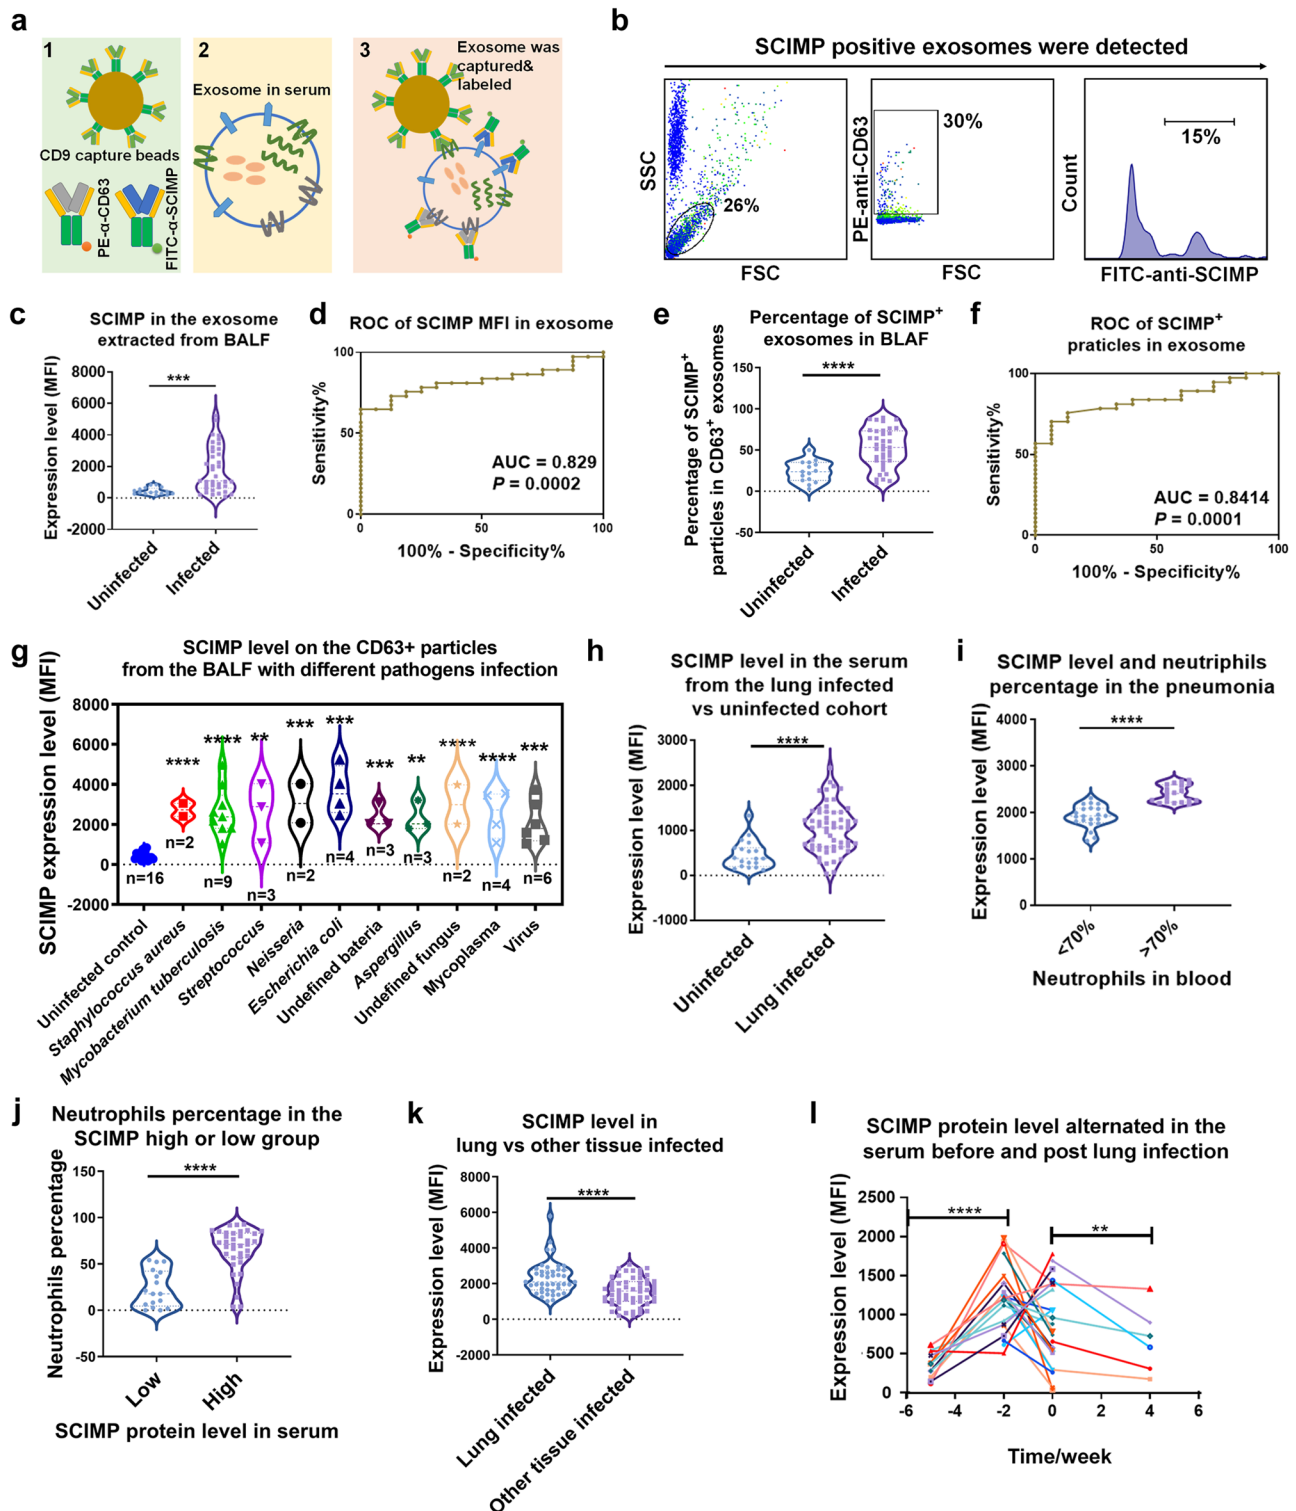 a
1
2
3
Exosome was
captured&
labeled
Exosome in serum
CD9 capture beads
PE-α-CD63
FITC-α-SCIMP
b
SCIMP positive exosomes were detected
SSC
26%
FSC
PE-anti-CD63
30%
FSC
Count
15%
FITC-anti-SCIMP
c
SCIMP in the exosome
extracted from BALF
Expression level (MFI)
8000
6000
4000
2000
0
-2000
***
Uninfected
Infected
d
ROC of SCIMP MFI in exosome
Sensitivity%
100
50
0
AUC = 0.829
P = 0.0002
0
50
100
100% - Specificity%
e
Percentage of SCIMP+
exosomes in BLAF
Percentage of SCIMP+
particles in CD63+ exosomes
150
100
50
0
-50
****
Uninfected
Infected
f
ROC of SCIMP+
praticles in exosome
Sensitivity%
100
50
0
AUC = 0.8414
P = 0.0001
0
50
100
100% - Specificity%
g
SCIMP level on the CD63+ particles
from the BALF with different pathogens infection
SCIMP expression level (MFI)
8000
6000
4000
2000
0
-2000
****
****
**
***
***
***
**
****
****
***
n=16
n=2
n=9
n=3
n=2
n=4
n=3
n=3
n=2
n=4
n=6
Uninfected control
Staphylococcus aureus
Mycobacterium tuberculosis
Streptococcus
Neisseria
Escherichia coli
Undefined bateria
Aspergillus
Undefined fungus
Mycoplasma
Virus
h
SCIMP level in the serum
from the lung infected
vs uninfected cohort
Expression level (MFI)
3000
2000
1000
0
-1000
****
Uninfected
Lung infected
i
SCIMP level and neutriphils
percentage in the pneumonia
Expression level (MFI)
4000
3000
2000
1000
0
****
<70%
>70%
Neutrophils in blood
j
Neutrophils percentage in the
SCIMP high or low group
Neutrophils percentage
150
100
50
0
-50
****
Low
High
SCIMP protein level in serum
k
SCIMP level in
lung vs other tissue infected
Expression level (MFI)
8000
6000
4000
2000
0
-2000
****
Lung infected
Other tissue infected
l
SCIMP protein level alternated in the
serum before and post lung infection
Expression level (MFI)
2500
2000
1500
1000
500
0
****
**
-6
-4
-2
0
2
4
6
Time/week